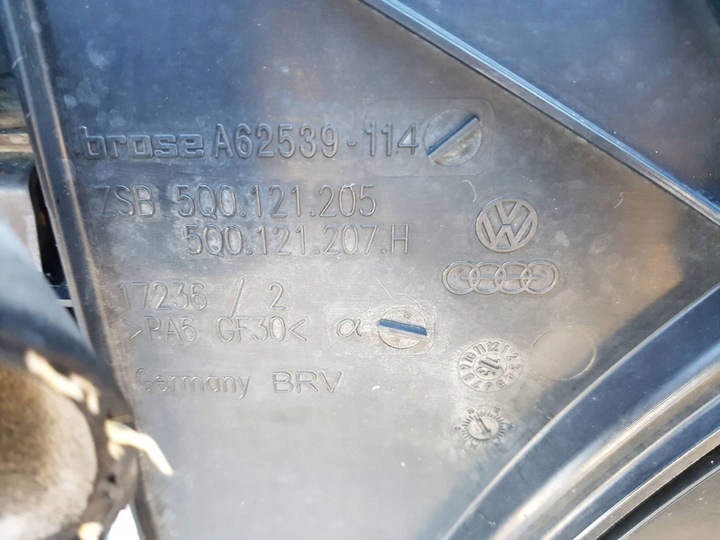 brose A62539-114
ZSB 5Q0.121.205
5Q0.121.207.H
17236 / 2
>PA6 GF30< α
Germany BRV